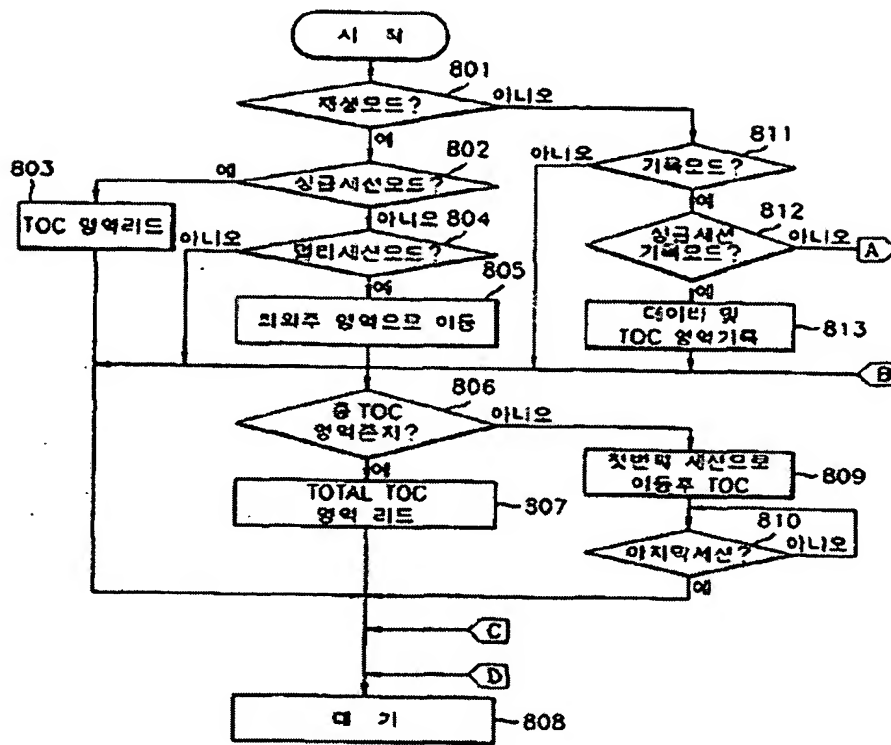 시 작
801
재생모드?
아니오
예
802
811
기록모드?
아니오
예
803
예
싱글세션모드?
TOC 영역리드
아니오
804
812
싱글세션
기록모드?
아니오
A
아니오
멀티세션모드?
예
805
예
최외주 영역으로 이동
데이터 및
TOC 영역기록
813
B
806
총 TOC
영역존재?
아니오
예
첫번째 세션으로
이동후 TOC
809
TOTAL TOC
영역 리드
807
810
마지막세션?
아니오
예
C
D
대 기
808